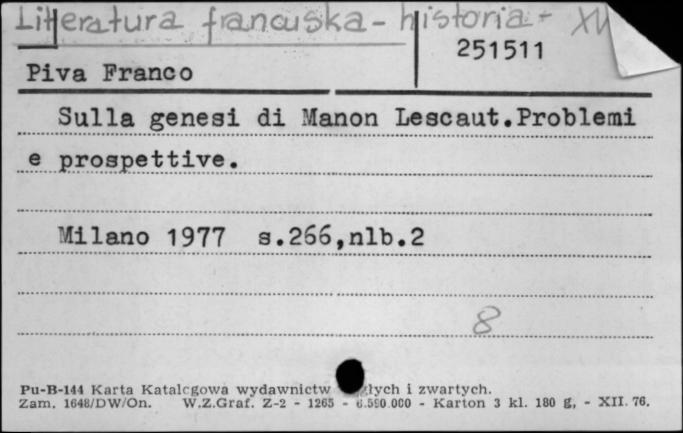 Literatura francuska - historia -
251511
Piva Franco
Sulla genesi di Manon Lescaut.Problemi
e prospettive.
Milano 1977 s.266,nlb.2
8
Pu-B-144 Karta Katalogowa wydawnictw i zwartych.
Zam. 1648/DW/On. W.Z.Graf. Z-2 - 1265 - 6.590.000 - Karton 3 kl. 180 g, - XII. 76.